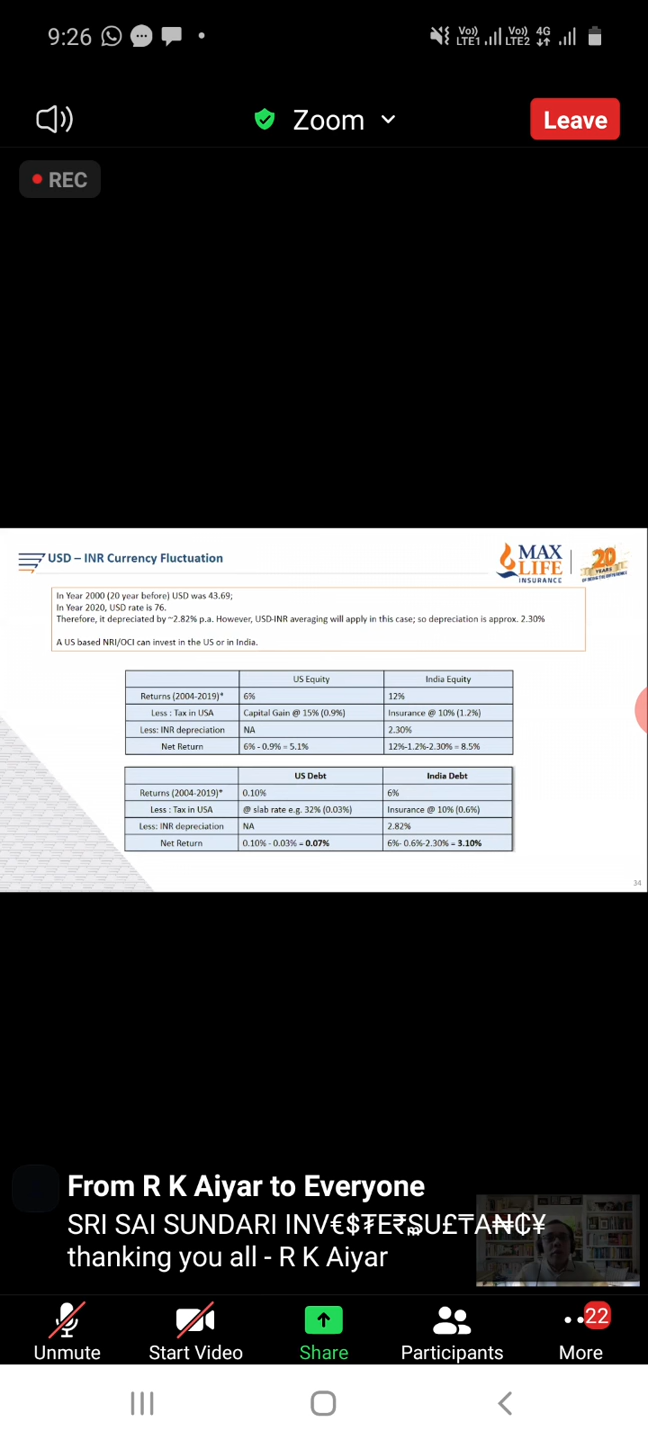 9:26
Vo)) LTE1 Vo)) LTE2 4G
Zoom
Leave
REC
USD – INR Currency Fluctuation
MAX
LIFE
INSURANCE
20
YEARS
In Year 2000 (20 year before) USD was 43.69;
In Year 2020, USD rate is 76.
Therefore, it depreciated by ~2.82% p.a. However, USD-INR averaging will apply in this case; so depreciation is approx. 2.30%
A US based NRI/OCI can invest in the US or in India.
US Equity India Equity
Returns (2004-2019)* 6% 12%
Less : Tax in USA Capital Gain @ 15% (0.9%) Insurance @ 10% (1.2%)
Less: INR depreciation NA 2.30%
Net Return 6% - 0.9% = 5.1% 12%-1.2%-2.30% = 8.5%
US Debt India Debt
Returns (2004-2019)* 0.10% 6%
Less : Tax in USA @ slab rate e.g. 32% (0.03%) Insurance @ 10% (0.6%)
Less: INR depreciation NA 2.82%
Net Return 0.10% - 0.03% = 0.07% 6%- 0.6%-2.30% = 3.10%
34
From R K Aiyar to Everyone
SRI SAI SUNDARI INV€$₮E₹ȘU£₸A₦₵¥
thanking you all - R K Aiyar
22
Unmute Start Video Share Participants More